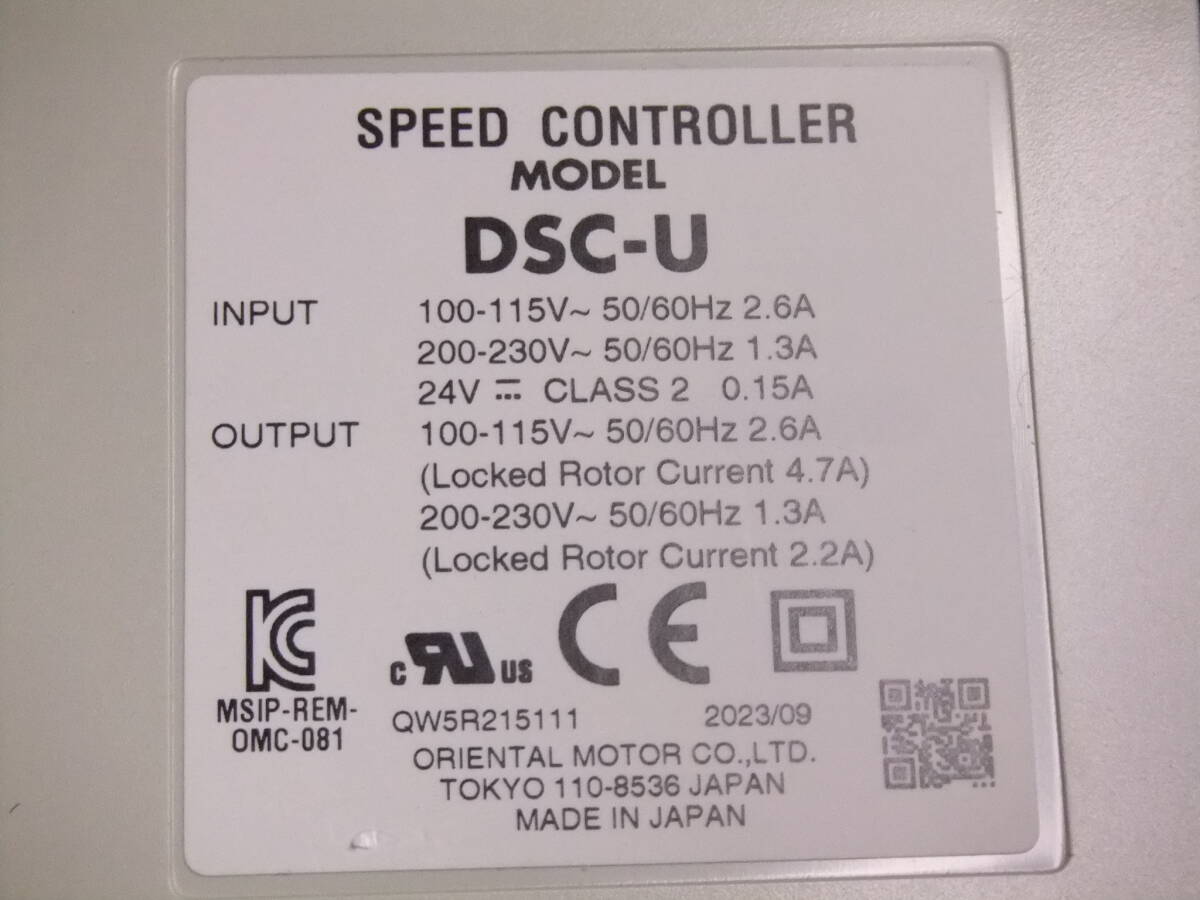 SPEED CONTROLLER
MODEL
DSC-U
INPUT 100-115V~ 50/60Hz 2.6A
200-230V~ 50/60Hz 1.3A
24V ⎓ CLASS 2 0.15A
OUTPUT 100-115V~ 50/60Hz 2.6A
(Locked Rotor Current 4.7A)
200-230V~ 50/60Hz 1.3A
(Locked Rotor Current 2.2A)
KC
c RU US
CE
MSIP-REM-
OMC-081
QW5R215111 2023/09
ORIENTAL MOTOR CO.,LTD.
TOKYO 110-8536 JAPAN
MADE IN JAPAN